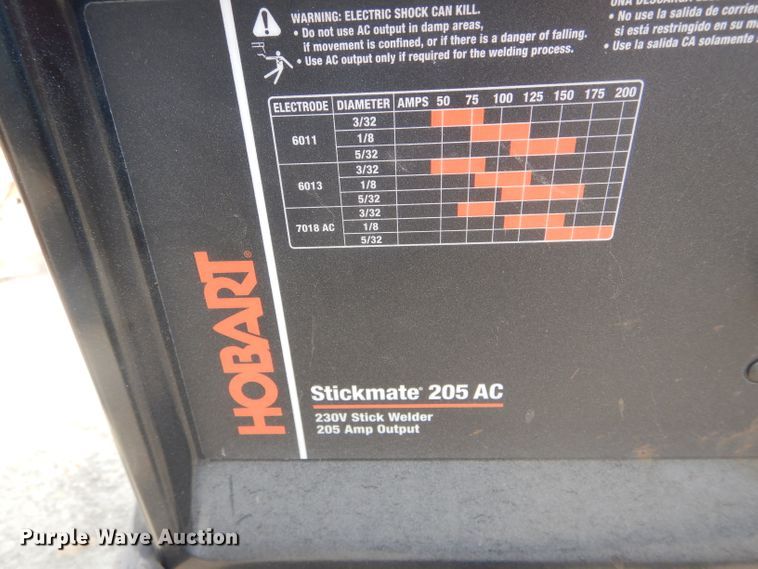 WARNING: ELECTRIC SHOCK CAN KILL.
• Do not use AC output in damp areas,
if movement is confined, or if there is a danger of falling.
• Use AC output only if required for the welding process.
UNA DESCARGA
• No use la salida de corrie
si está restringido en su m
• Use la salida CA solamente
ELECTRODE DIAMETER AMPS 50 75 100 125 150 175 200
6011
3/32
1/8
5/32
6013
3/32
1/8
5/32
7018 AC
3/32
1/8
5/32
HOBART®
Stickmate® 205 AC
230V Stick Welder
205 Amp Output
Purple Wave Auction